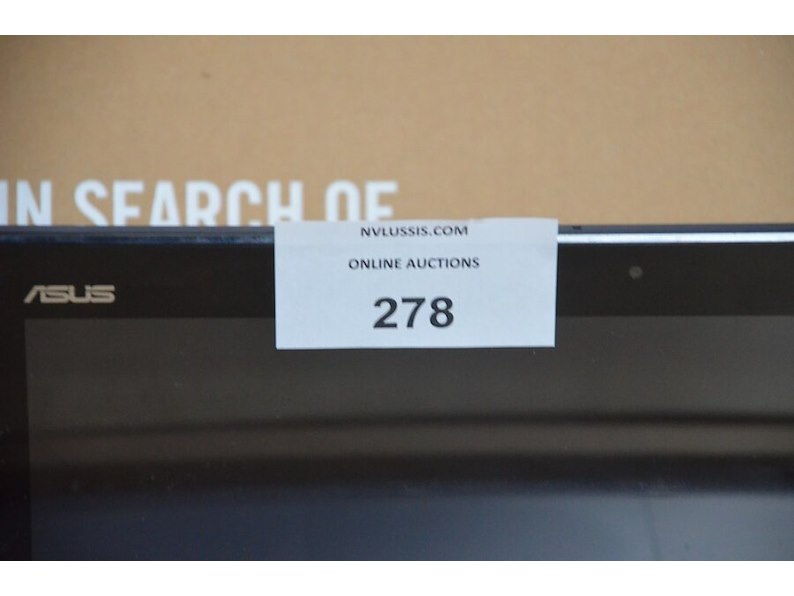 IN SEARCH OF
NVLUSSIS.COM
ONLINE AUCTIONS
278
ASUS